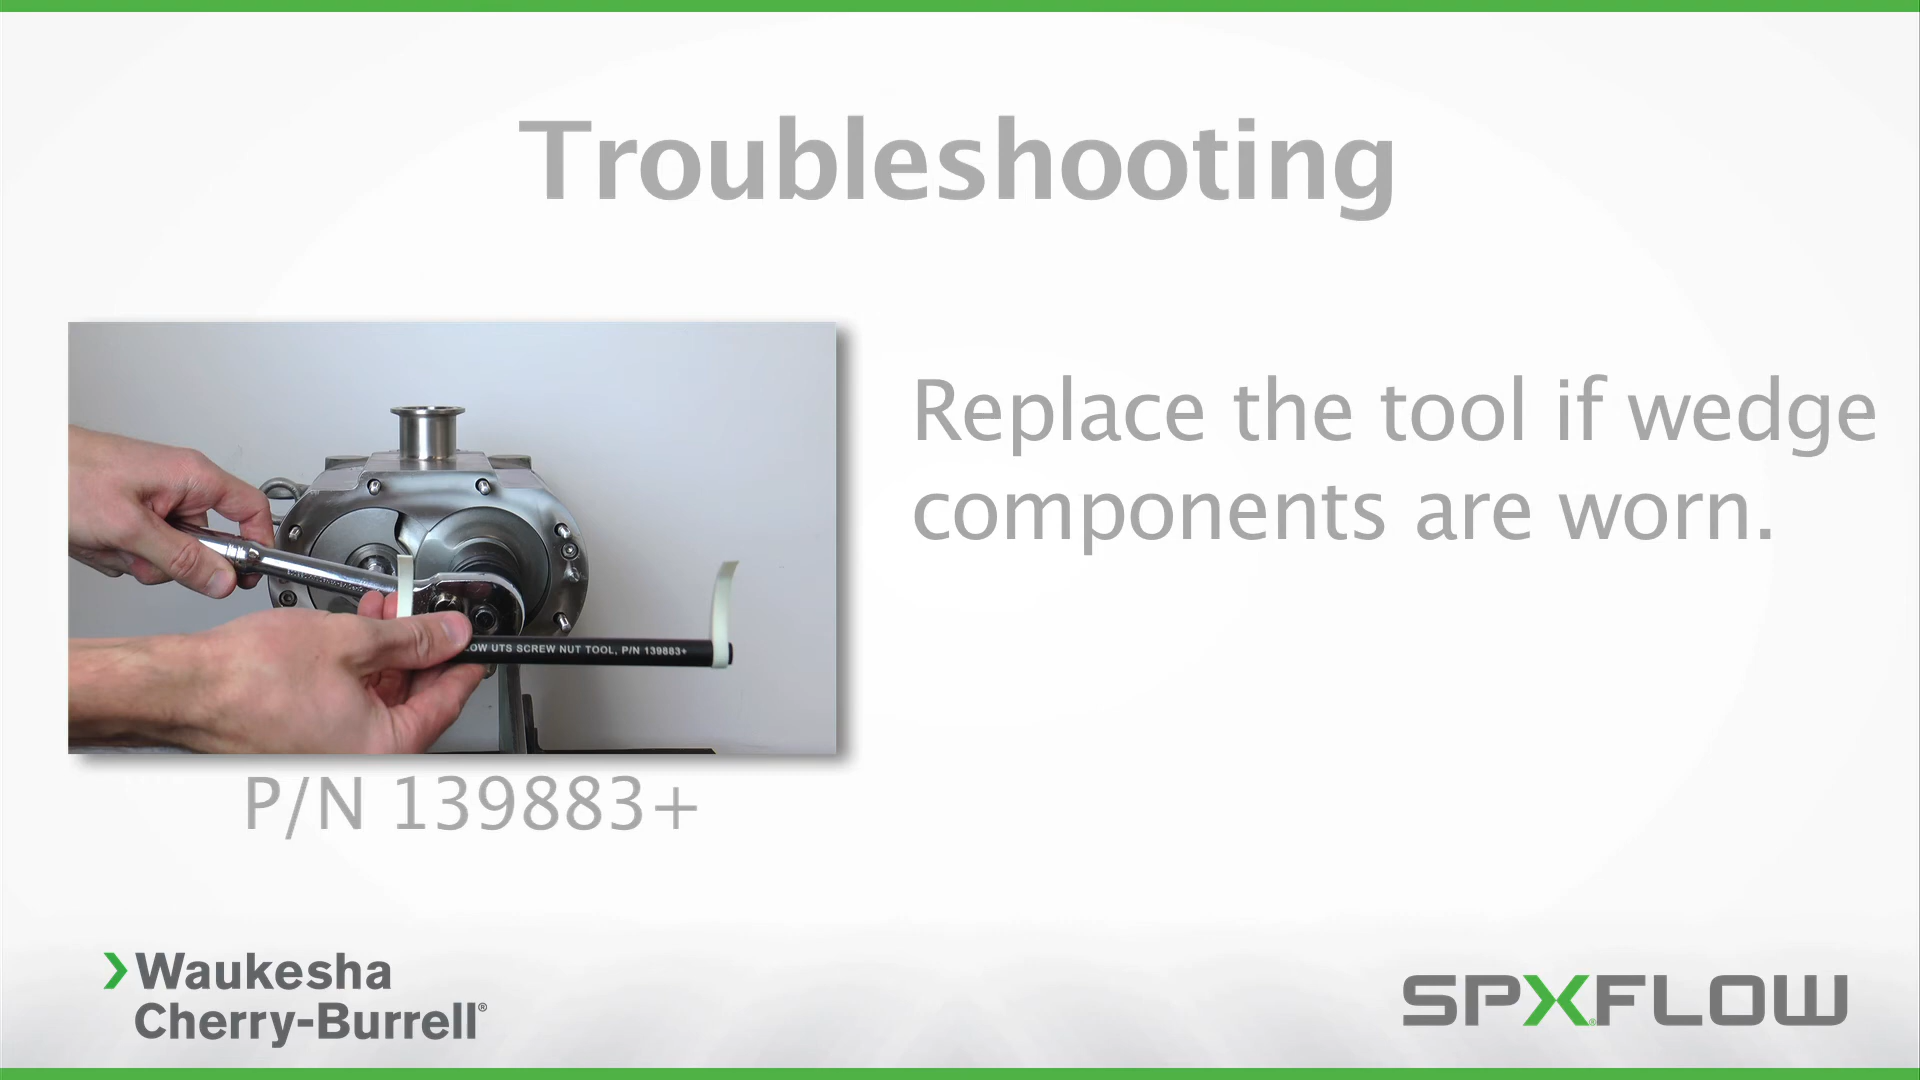 Troubleshooting
Replace the tool if wedge
components are worn.
LOW UTS SCREW NUT TOOL, P/N 139883+
P/N 139883+
Waukesha
Cherry-Burrell®
SPXFLOW